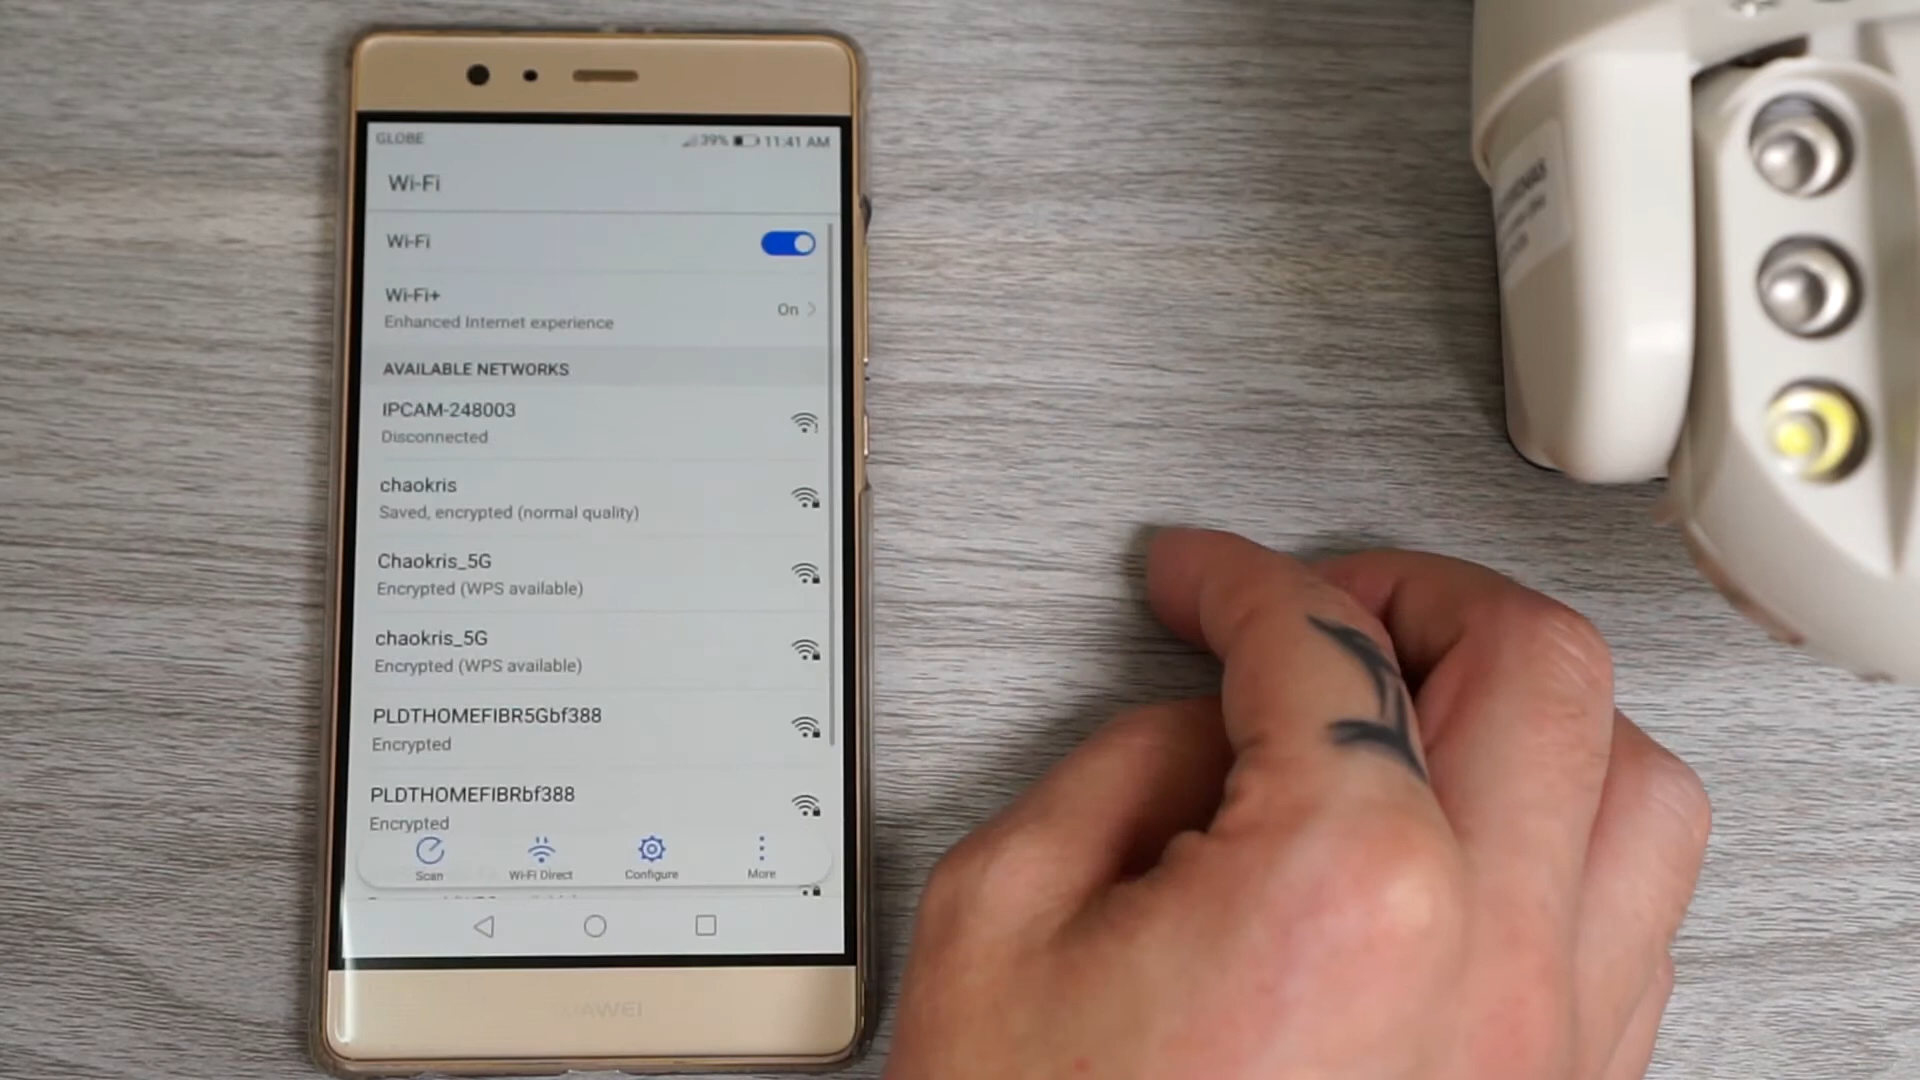 GLOBE
39% 11:41 AM
Wi-Fi
Wi-Fi
Wi-Fi+
Enhanced Internet experience
On
AVAILABLE NETWORKS
IPCAM-248003
Disconnected
chaokris
Saved, encrypted (normal quality)
Chaokris_5G
Encrypted (WPS available)
chaokris_5G
Encrypted (WPS available)
PLDTHOMEFIBR5Gbf388
Encrypted
PLDTHOMEFIBRbf388
Encrypted
Scan
Wi-Fi Direct
Configure
More
HUAWEI